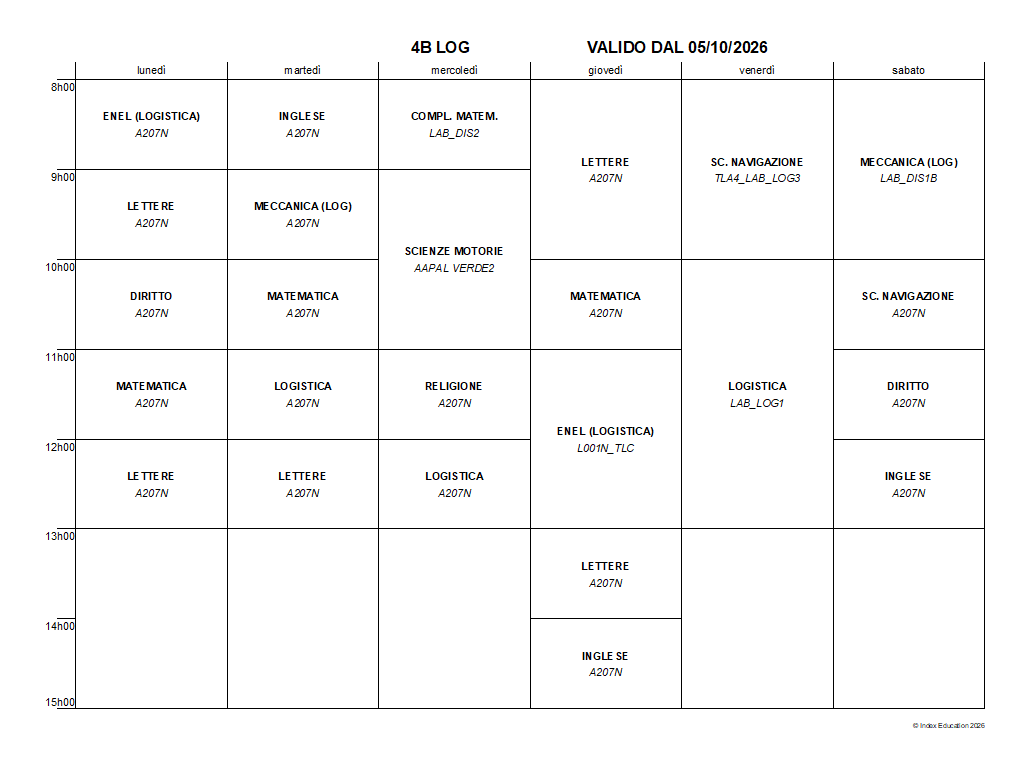 4B LOG VALIDO DAL 05/10/2026
lunedì martedì mercoledì giovedì venerdì sabato
8h00
ENEL (LOGISTICA) INGLESE COMPL. MATEM.
A207N A207N LAB_DIS2
LETTERE SC. NAVIGAZIONE MECCANICA (LOG)
A207N TLA4_LAB_LOG3 LAB_DIS1B
9h00
LETTERE MECCANICA (LOG)
A207N A207N
SCIENZE MOTORIE
AAPAL VERDE2
10h00
DIRITTO MATEMATICA MATEMATICA SC. NAVIGAZIONE
A207N A207N A207N A207N
11h00
MATEMATICA LOGISTICA RELIGIONE LOGISTICA DIRITTO
A207N A207N A207N LAB_LOG1 A207N
ENEL (LOGISTICA)
L001N_TLC
12h00
LETTERE LETTERE LOGISTICA INGLESE
A207N A207N A207N A207N
13h00
LETTERE
A207N
14h00
INGLESE
A207N
15h00
© Index Education 2026